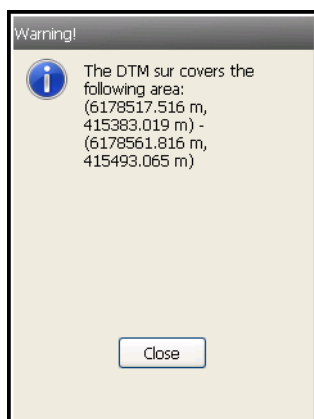 Warning!
The DTM sur covers the
following area:
(6178517.516 m,
415383.019 m) -
(6178561.816 m,
415493.065 m)
Close